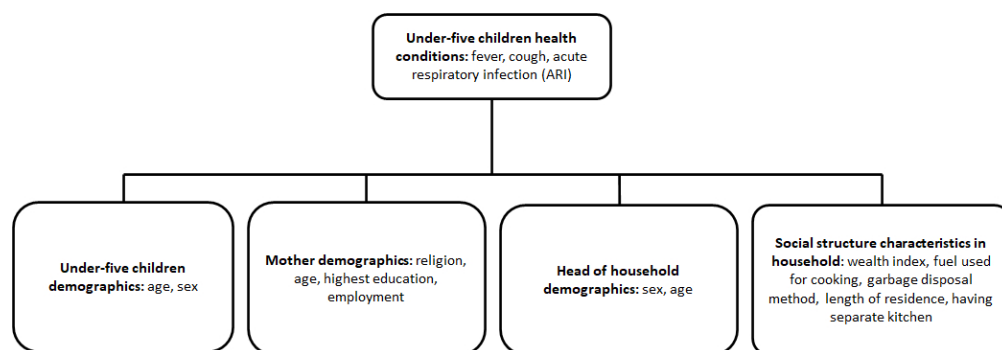 Under-five children health
conditions: fever, cough, acute
respiratory infection (ARI)
Under-five children
demographics: age, sex
Mother demographics: religion,
age, highest education,
employment
Head of household
demographics: sex, age
Social structure characteristics in
household: wealth index, fuel used
for cooking, garbage disposal
method, length of residence, having
separate kitchen